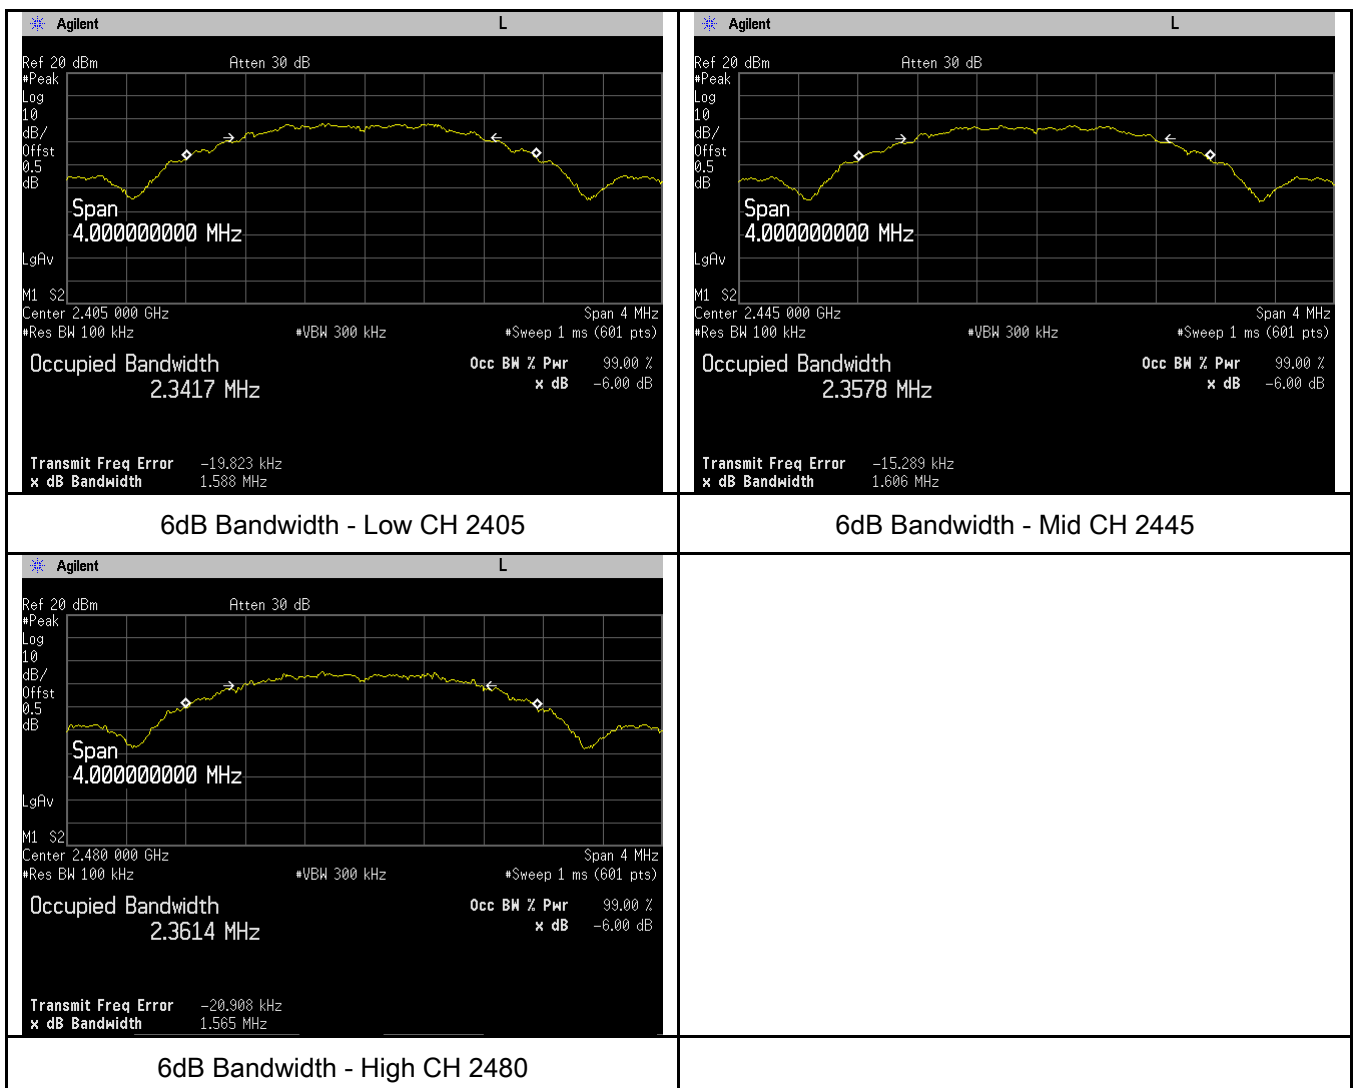 Agilent L
Ref 20 dBm Atten 30 dB
#Peak
Log
10
dB/
Offst
0.5
dB
Span
4.000000000 MHz
LgAv
M1 S2
Center 2.405 000 GHz Span 4 MHz
#Res BW 100 kHz #VBW 300 kHz #Sweep 1 ms (601 pts)
Occupied Bandwidth Occ BW % Pwr 99.00 %
2.3417 MHz x dB -6.00 dB
Transmit Freq Error -19.823 kHz
x dB Bandwidth 1.588 MHz
6dB Bandwidth - Low CH 2405
Agilent L
Ref 20 dBm Atten 30 dB
#Peak
Log
10
dB/
Offst
0.5
dB
Span
4.000000000 MHz
LgAv
M1 S2
Center 2.445 000 GHz Span 4 MHz
#Res BW 100 kHz #VBW 300 kHz #Sweep 1 ms (601 pts)
Occupied Bandwidth Occ BW % Pwr 99.00 %
2.3578 MHz x dB -6.00 dB
Transmit Freq Error -15.289 kHz
x dB Bandwidth 1.606 MHz
6dB Bandwidth - Mid CH 2445
Agilent L
Ref 20 dBm Atten 30 dB
#Peak
Log
10
dB/
Offst
0.5
dB
Span
4.000000000 MHz
LgAv
M1 S2
Center 2.480 000 GHz Span 4 MHz
#Res BW 100 kHz #VBW 300 kHz #Sweep 1 ms (601 pts)
Occupied Bandwidth Occ BW % Pwr 99.00 %
2.3614 MHz x dB -6.00 dB
Transmit Freq Error -20.908 kHz
x dB Bandwidth 1.565 MHz
6dB Bandwidth - High CH 2480